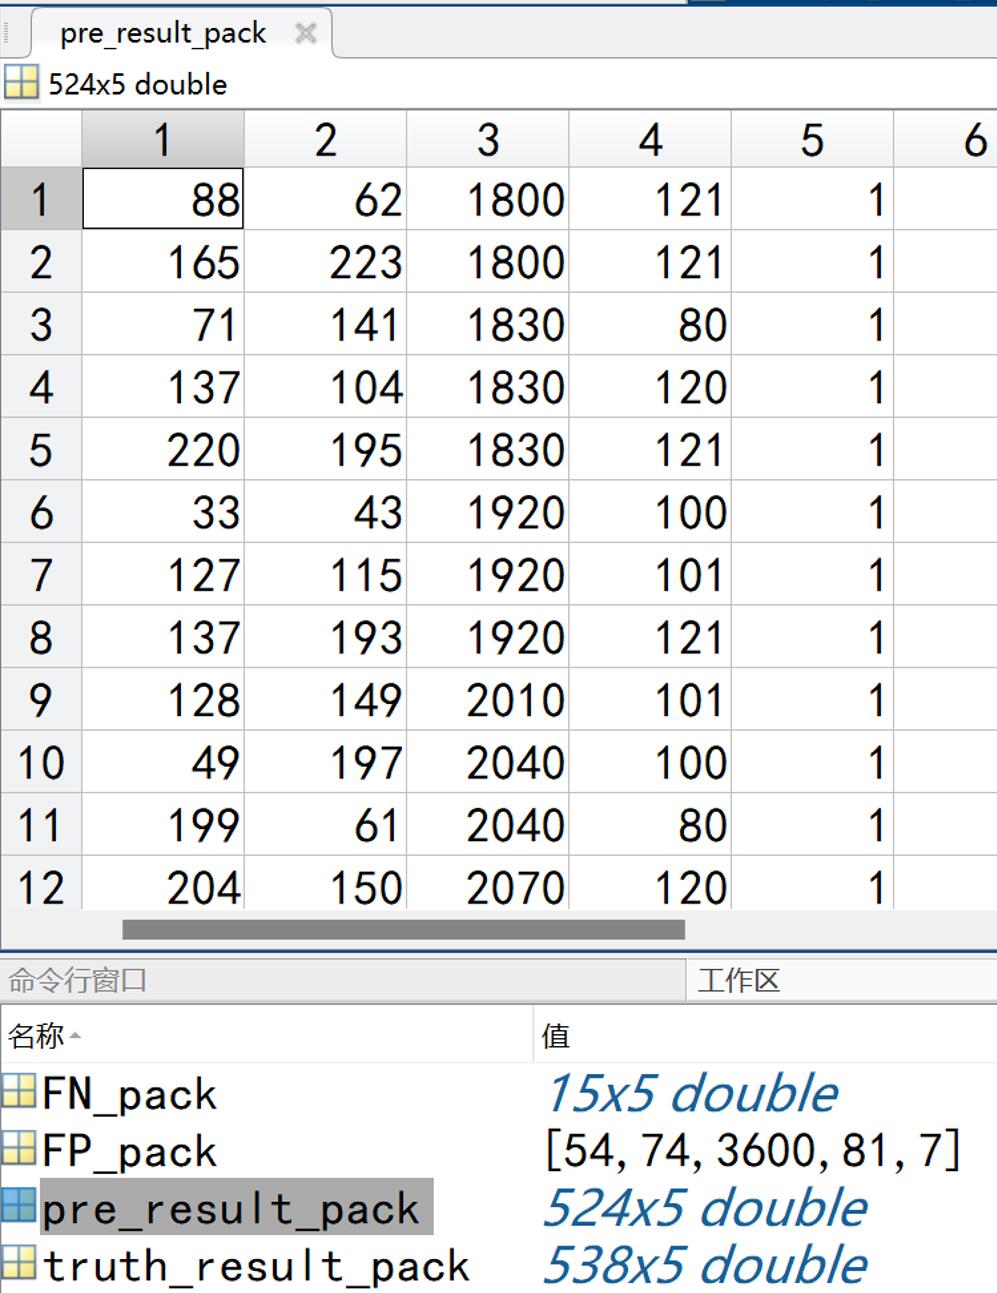 pre_result_pack
524x5 double
1 2 3 4 5 6
1 88 62 1800 121 1
2 165 223 1800 121 1
3 71 141 1830 80 1
4 137 104 1830 120 1
5 220 195 1830 121 1
6 33 43 1920 100 1
7 127 115 1920 101 1
8 137 193 1920 121 1
9 128 149 2010 101 1
10 49 197 2040 100 1
11 199 61 2040 80 1
12 204 150 2070 120 1
命令行窗口 工作区
名称 值
FN_pack 15x5 double
FP_pack [54, 74, 3600, 81, 7]
pre_result_pack 524x5 double
truth_result_pack 538x5 double